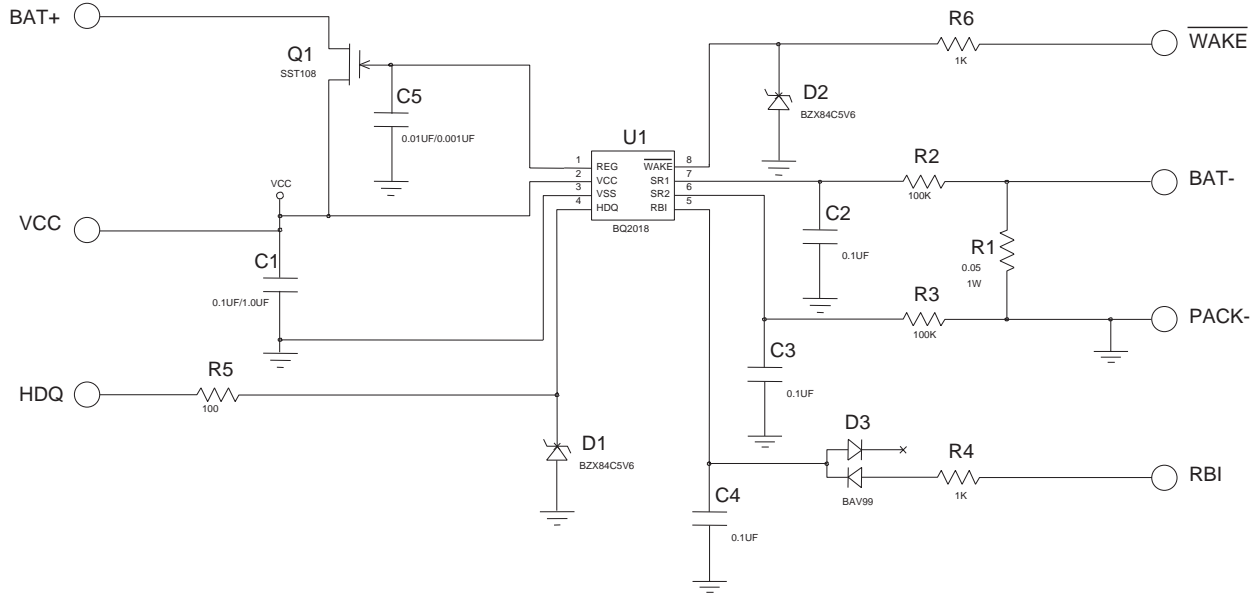 BAT+
Q1
SST108
C5
0.01UF/0.001UF
VCC
VCC
C1
0.1UF/1.0UF
HDQ
R5
100
D1
BZX84C5V6
U1
1 REG WAKE 8
2 VCC SR1 7
3 VSS SR2 6
4 HDQ RBI 5
BQ2018
R6
1K
WAKE
D2
BZX84C5V6
R2
100K
BAT-
C2
0.1UF
R1
0.05
1W
R3
100K
PACK-
C3
0.1UF
D3
BAV99
R4
1K
RBI
C4
0.1UF